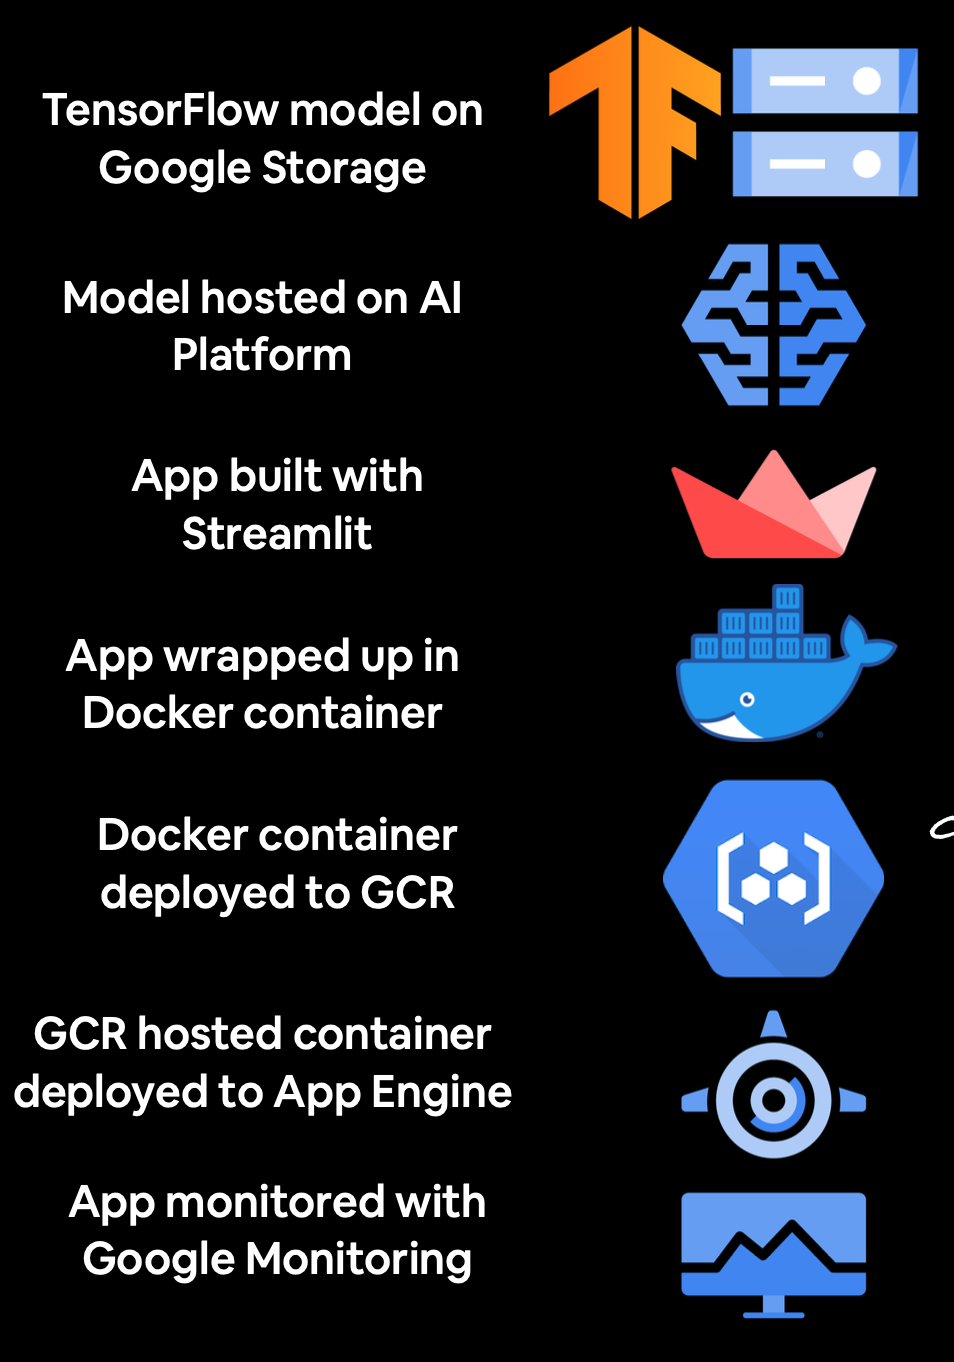 TensorFlow model on
Google Storage
Model hosted on AI
Platform
App built with
Streamlit
App wrapped up in
Docker container
Docker container
deployed to GCR
GCR hosted container
deployed to App Engine
App monitored with
Google Monitoring